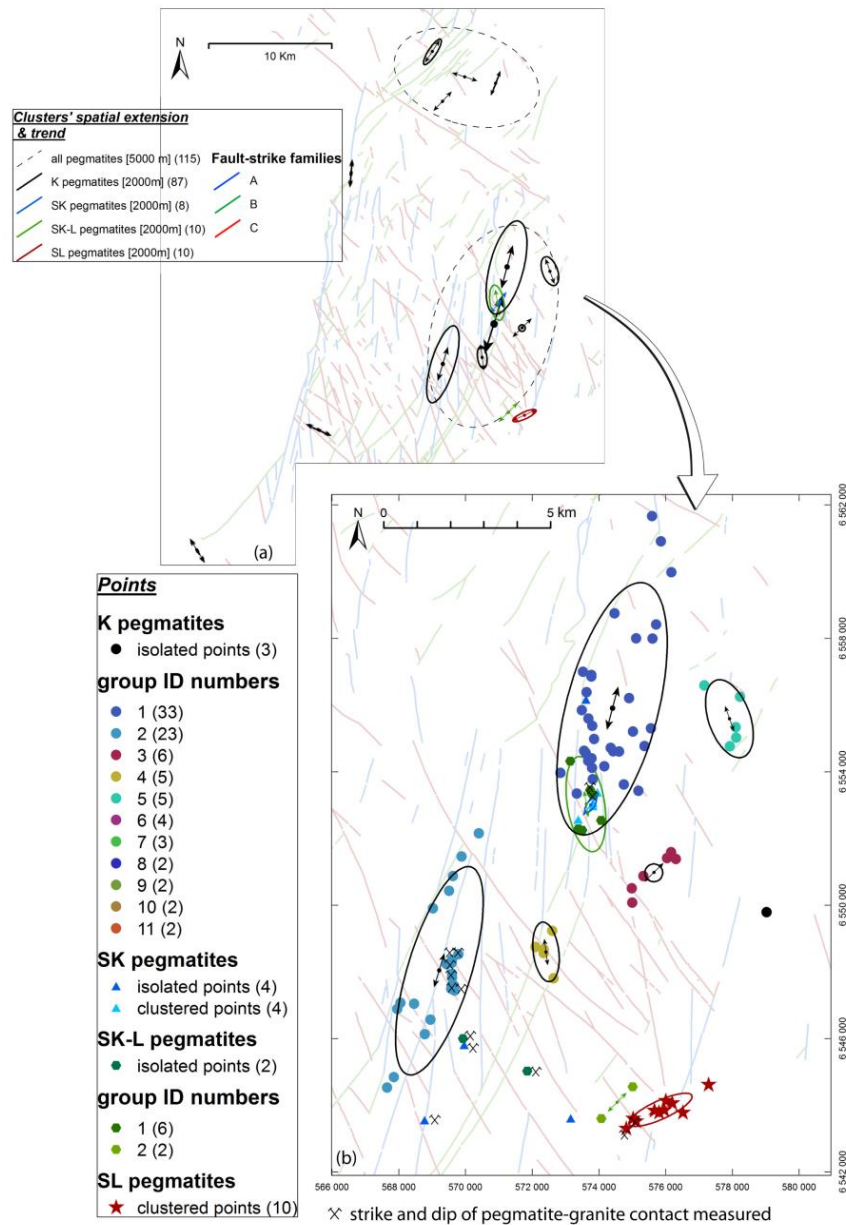 N
10 Km
Clusters' spatial extension
& trend
all pegmatites [5000 m] (115)
K pegmatites [2000m] (87)
SK pegmatites [2000m] (8)
SK-L pegmatites [2000m] (10)
SL pegmatites [2000m] (10)
Fault-strike families
A
B
C
(a)
N
0 5 km
6 562 000
6 558 000
6 554 000
6 550 000
6 546 000
6 542 000
(b)
566 000 568 000 570 000 572 000 574 000 576 000 578 000 580 000
Points
K pegmatites
isolated points (3)
group ID numbers
1 (33)
2 (23)
3 (6)
4 (5)
5 (5)
6 (4)
7 (3)
8 (2)
9 (2)
10 (2)
11 (2)
SK pegmatites
isolated points (4)
clustered points (4)
SK-L pegmatites
isolated points (2)
group ID numbers
1 (6)
2 (2)
SL pegmatites
clustered points (10)
strike and dip of pegmatite-granite contact measured